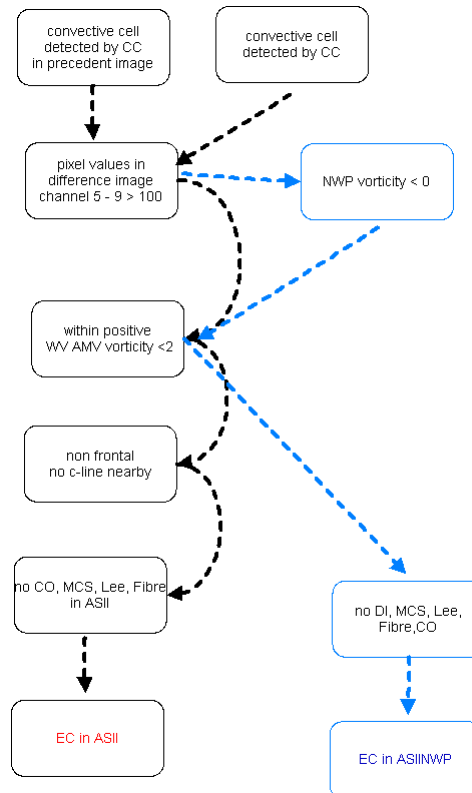 convective cell
detected by CC
in precedent image
convective cell
detected by CC
pixel values in
difference image
channel 5 - 9 > 100
NWP vorticity < 0
within positive
WV AMV vorticity <2
non frontal
no c-line nearby
no CO, MCS, Lee, Fibre
in ASII
no DI, MCS, Lee,
Fibre,CO
EC in ASII
EC in ASIINWP